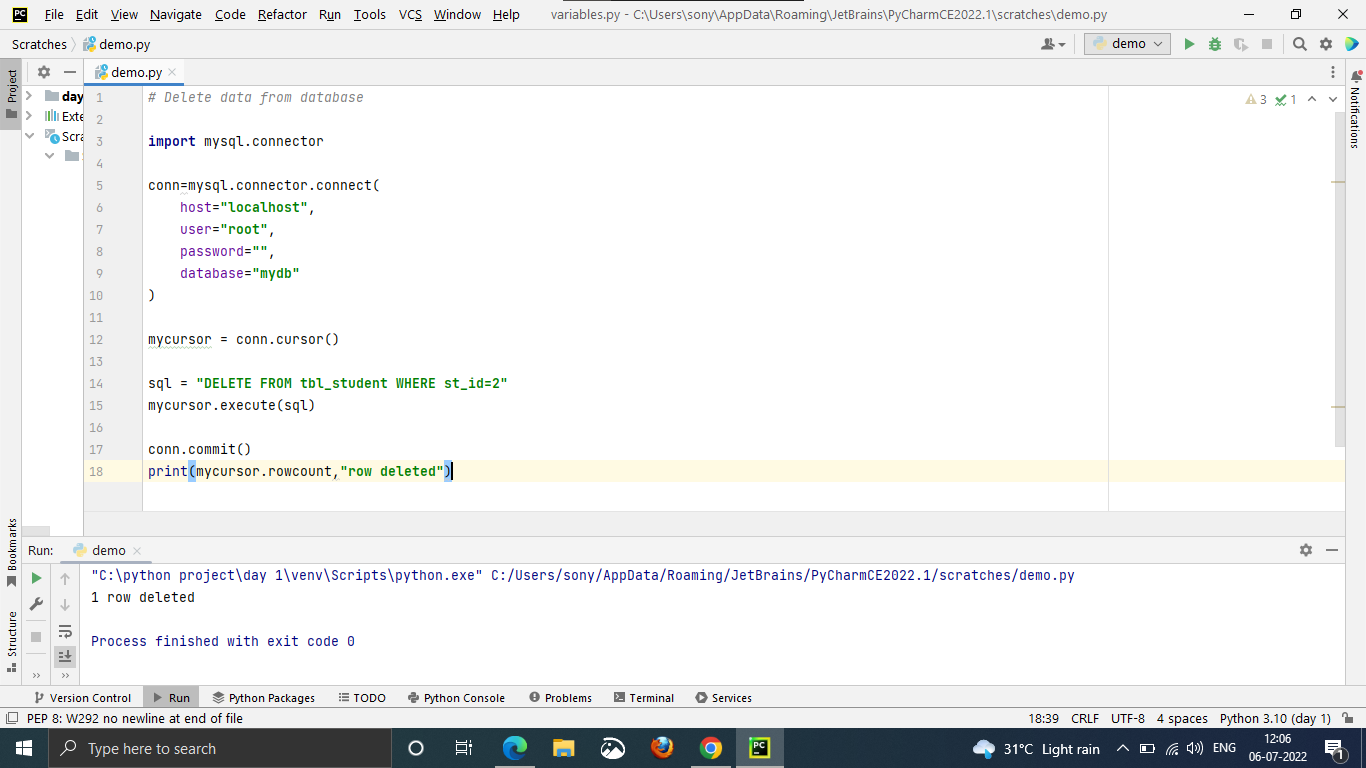 PC File Edit View Navigate Code Refactor Run Tools VCS Window Help variables.py - C:\Users\sony\AppData\Roaming\JetBrains\PyCharmCE2022.1\scratches\demo.py
Scratches demo.py demo
Project
demo.py
day
Exte
Scra
3 1
Notifications
1 # Delete data from database
2
3 import mysql.connector
4
5 conn=mysql.connector.connect(
6 host="localhost",
7 user="root",
8 password="",
9 database="mydb"
10 )
11
12 mycursor = conn.cursor()
13
14 sql = "DELETE FROM tbl_student WHERE st_id=2"
15 mycursor.execute(sql)
16
17 conn.commit()
18 print(mycursor.rowcount,"row deleted")
Bookmarks
Structure
Run: demo
"C:\python project\day 1\venv\Scripts\python.exe" C:/Users/sony/AppData/Roaming/JetBrains/PyCharmCE2022.1/scratches/demo.py
1 row deleted
Process finished with exit code 0
Version Control Run Python Packages TODO Python Console Problems Terminal Services
PEP 8: W292 no newline at end of file 18:39 CRLF UTF-8 4 spaces Python 3.10 (day 1)
Type here to search PC 31°C Light rain ENG 12:06
06-07-2022 1